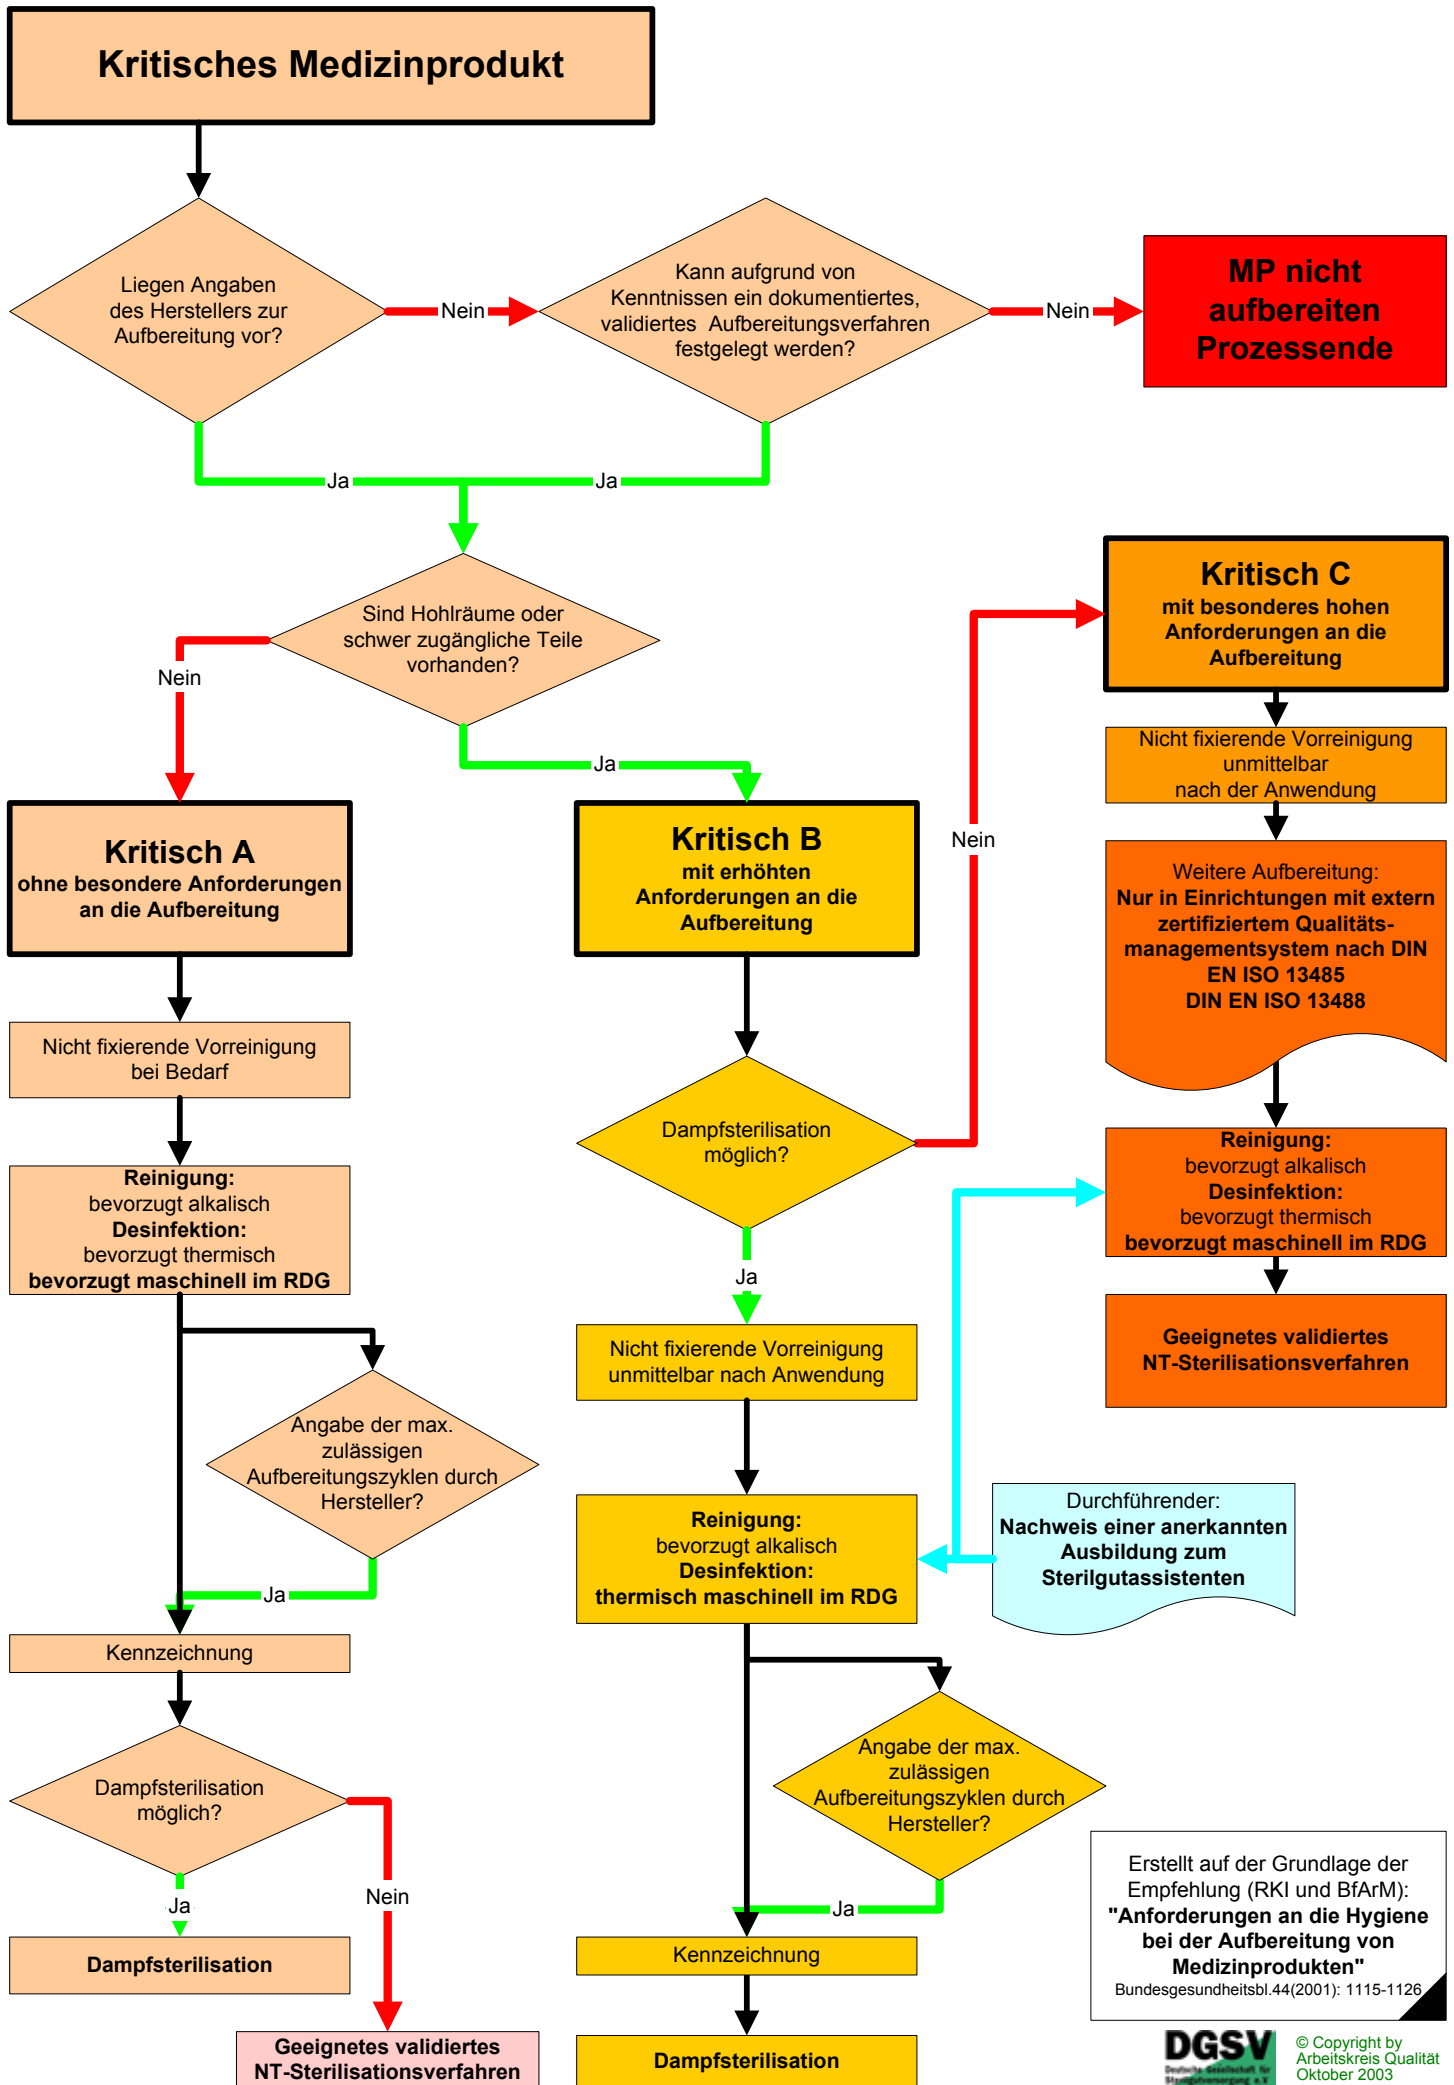 Kritisches Medizinprodukt
Liegen Angaben
des Herstellers zur
Aufbereitung vor?
Nein
Kann aufgrund von
Kenntnissen ein dokumentiertes,
validiertes Aufbereitungsverfahren
festgelegt werden?
Nein
MP nicht
aufbereiten
Prozessende
Ja
Ja
Sind Hohlräume oder
schwer zugängliche Teile
vorhanden?
Nein
Ja
Kritisch A
ohne besondere Anforderungen
an die Aufbereitung
Nicht fixierende Vorreinigung
bei Bedarf
Reinigung:
bevorzugt alkalisch
Desinfektion:
bevorzugt thermisch
bevorzugt maschinell im RDG
Angabe der max.
zulässigen
Aufbereitungszyklen durch
Hersteller?
Ja
Kennzeichnung
Dampfsterilisation
möglich?
Ja
Nein
Dampfsterilisation
Geeignetes validiertes
NT-Sterilisationsverfahren
Kritisch B
mit erhöhten
Anforderungen an die
Aufbereitung
Dampfsterilisation
möglich?
Nein
Ja
Nicht fixierende Vorreinigung
unmittelbar nach Anwendung
Reinigung:
bevorzugt alkalisch
Desinfektion:
thermisch maschinell im RDG
Angabe der max.
zulässigen
Aufbereitungszyklen durch
Hersteller?
Ja
Kennzeichnung
Dampfsterilisation
Kritisch C
mit besonderes hohen
Anforderungen an die
Aufbereitung
Nicht fixierende Vorreinigung
unmittelbar
nach der Anwendung
Weitere Aufbereitung:
Nur in Einrichtungen mit extern
zertifiziertem Qualitäts-
managementsystem nach DIN
EN ISO 13485
DIN EN ISO 13488
Reinigung:
bevorzugt alkalisch
Desinfektion:
bevorzugt thermisch
bevorzugt maschinell im RDG
Geeignetes validiertes
NT-Sterilisationsverfahren
Durchführender:
Nachweis einer anerkannten
Ausbildung zum
Sterilgutassistenten
Erstellt auf der Grundlage der
Empfehlung (RKI und BfArM):
"Anforderungen an die Hygiene
bei der Aufbereitung von
Medizinprodukten"
Bundesgesundheitsbl.44(2001): 1115-1126
DGSV
Deutsche Gesellschaft für
Sterilgutversorgung e.V
© Copyright by
Arbeitskreis Qualität
Oktober 2003